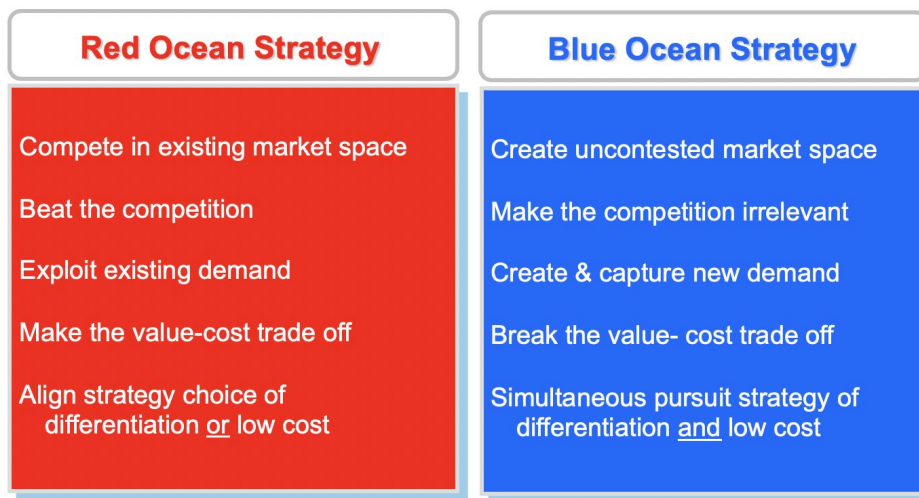 Red Ocean Strategy
Compete in existing market space
Beat the competition
Exploit existing demand
Make the value-cost trade off
Align strategy choice of
differentiation or low cost
Blue Ocean Strategy
Create uncontested market space
Make the competition irrelevant
Create & capture new demand
Break the value- cost trade off
Simultaneous pursuit strategy of
differentiation and low cost